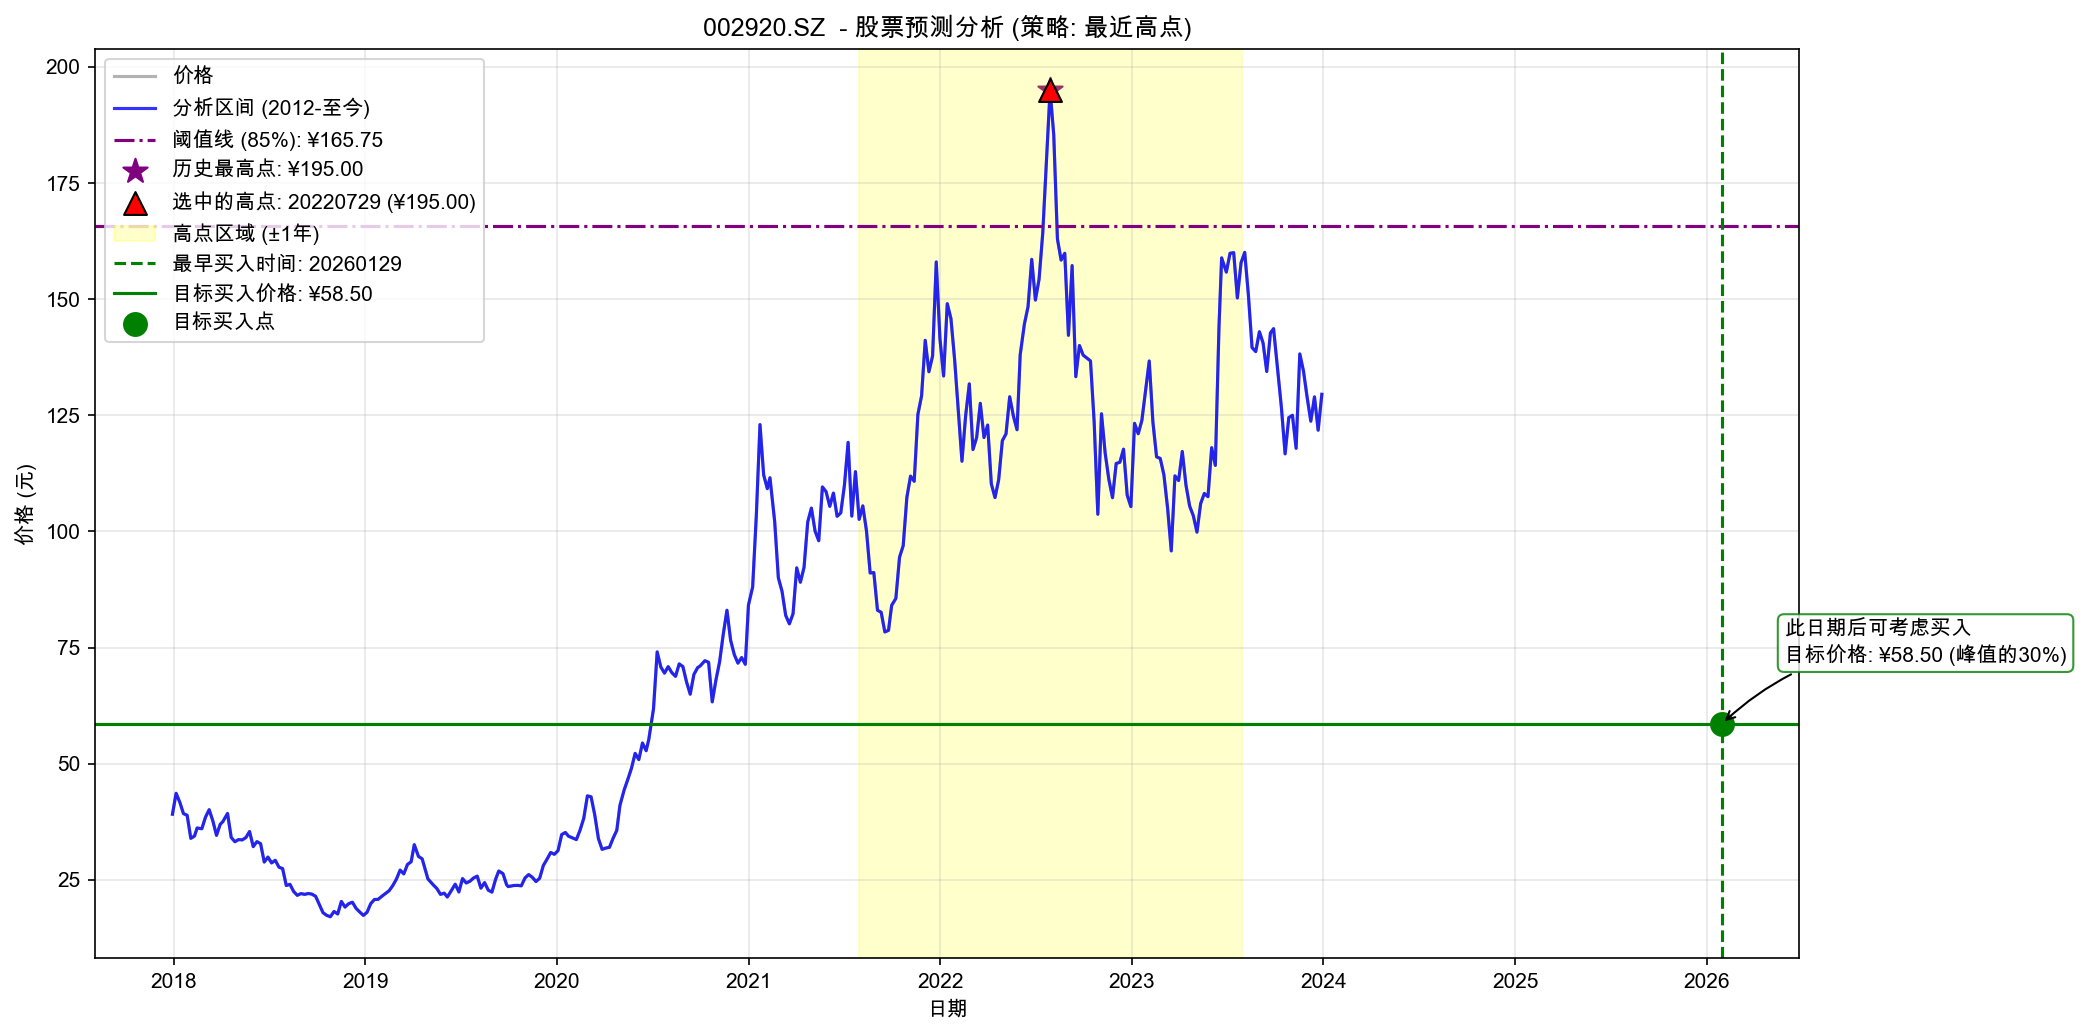 002920.SZ - 股票预测分析 (策略: 最近高点)
价格
分析区间 (2012-至今)
阈值线 (85%): ¥165.75
历史最高点: ¥195.00
选中的高点: 20220729 (¥195.00)
高点区域 (±1年)
最早买入时间: 20260129
目标买入价格: ¥58.50
目标买入点
价格 (元)
200
175
150
125
100
75
50
25
此日期后可考虑买入
目标价格: ¥58.50 (峰值的30%)
2018
2019
2020
2021
2022
2023
2024
2025
2026
日期